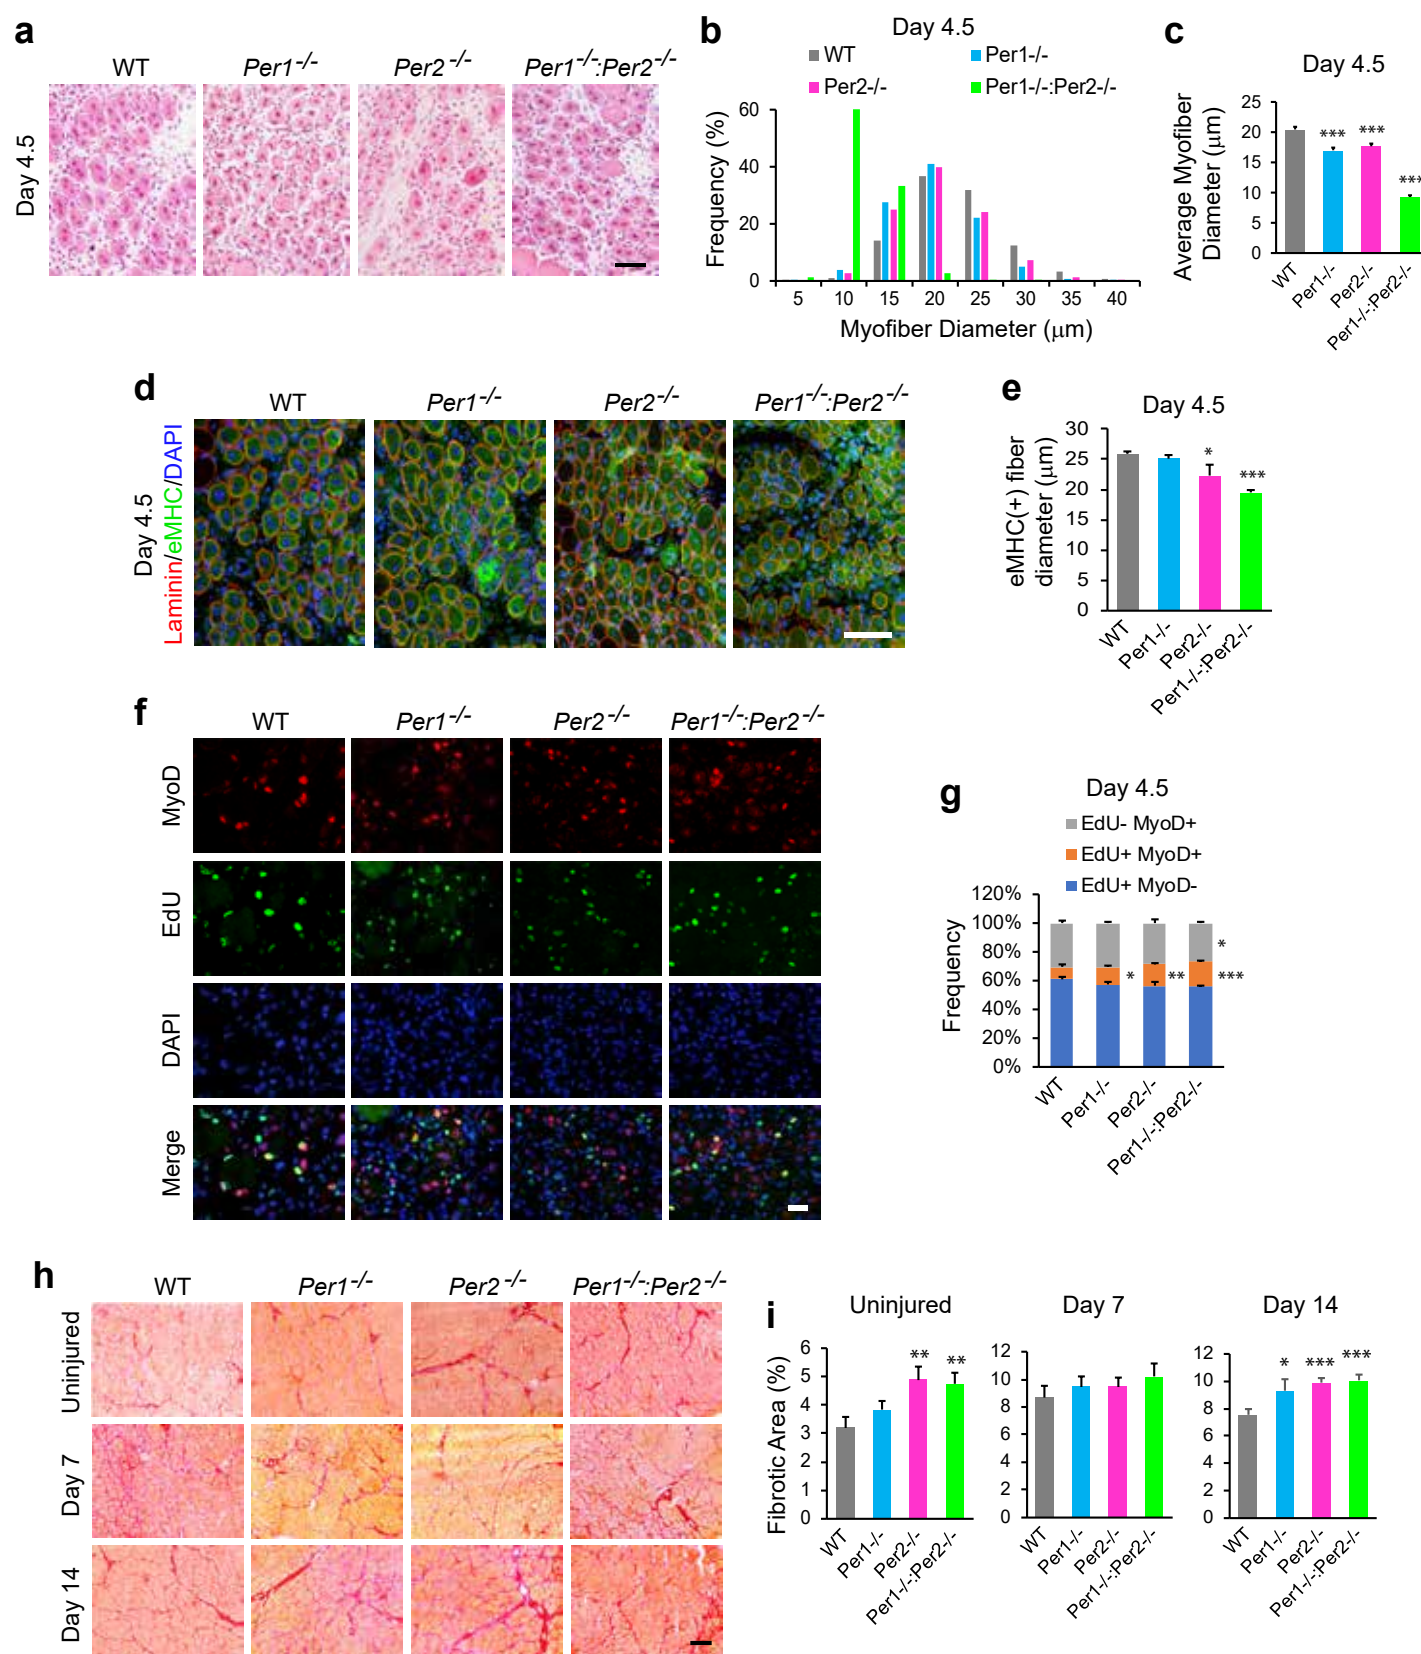 a
WT
Per1-/-
Per2-/-
Per1-/-:Per2-/-
Day 4.5
b
Day 4.5
WT
Per1-/-
Per2-/-
Per1-/-:Per2-/-
Frequency (%)
60
40
20
0
5 10 15 20 25 30 35 40
Myofiber Diameter (μm)
c
Day 4.5
Average Myofiber
Diameter (μm)
25
20
15
10
5
0
***
***
***
WT
Per1-/-
Per2-/-
Per1-/-:Per2-/-
d
WT
Per1-/-
Per2-/-
Per1-/-:Per2-/-
Day 4.5
Laminin/eMHC/DAPI
e
Day 4.5
eMHC(+) fiber
diameter (μm)
30
25
20
15
10
5
0
*
***
WT
Per1-/-
Per2-/-
Per1-/-:Per2-/-
f
WT
Per1-/-
Per2-/-
Per1-/-:Per2-/-
MyoD
EdU
DAPI
Merge
g
Day 4.5
EdU- MyoD+
EdU+ MyoD+
EdU+ MyoD-
Frequency
120%
100%
80%
60%
40%
20%
0%
*
**
*
***
WT
Per1-/-
Per2-/-
Per1-/-:Per2-/-
h
WT
Per1-/-
Per2-/-
Per1-/-:Per2-/-
Uninjured
Day 7
Day 14
i
Uninjured
Fibrotic Area (%)
6
5
4
3
2
1
0
**
**
WT
Per1-/-
Per2-/-
Per1-/-:Per2-/-
Day 7
12
10
8
6
4
2
0
WT
Per1-/-
Per2-/-
Per1-/-:Per2-/-
Day 14
12
10
8
6
4
2
0
*
***
***
WT
Per1-/-
Per2-/-
Per1-/-:Per2-/-